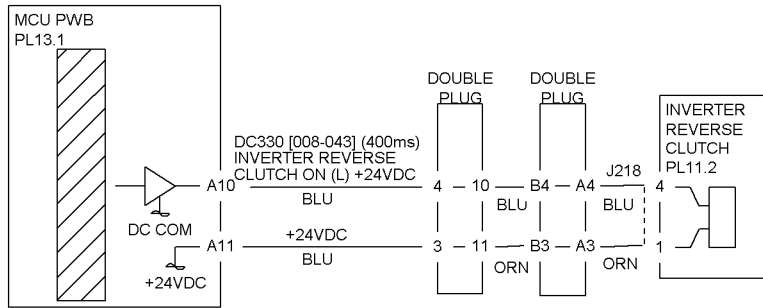 MCU PWB
PL13.1
DOUBLE
PLUG
DOUBLE
PLUG
INVERTER
REVERSE
CLUTCH
PL11.2
DC330 [008-043] (400ms)
INVERTER REVERSE
CLUTCH ON (L) +24VDC
J218
A10 4 10 B4 A4 4
BLU BLU BLU
DC COM
+24VDC
A11 3 11 B3 A3 1
BLU ORN ORN
+24VDC